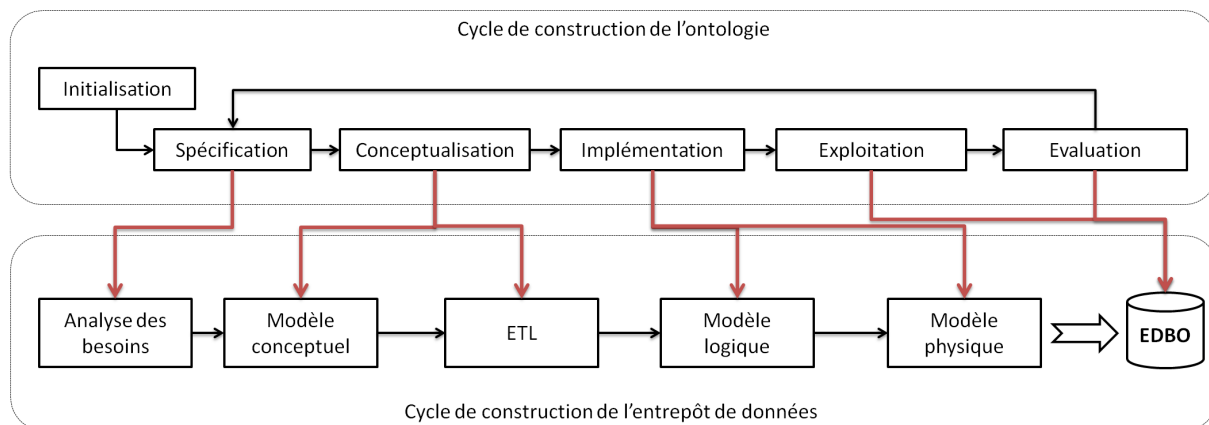 Cycle de construction de l'ontologie
Initialisation
Spécification
Conceptualisation
Implémentation
Exploitation
Evaluation
Analyse des
besoins
Modèle
conceptuel
ETL
Modèle
logique
Modèle
physique
EDBO
Cycle de construction de l'entrepôt de données